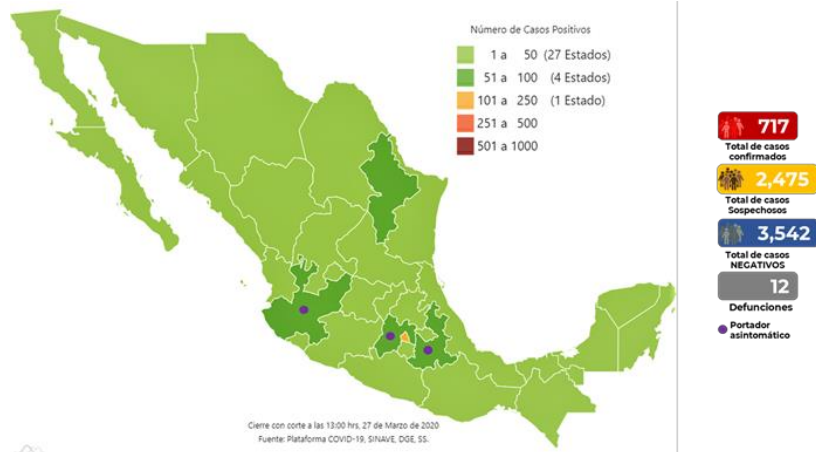 Número de Casos Positivos
1 a 50 (27 Estados)
51 a 100 (4 Estados)
101 a 250 (1 Estado)
251 a 500
501 a 1000
717
Total de casos
confirmados
2,475
Total de casos
Sospechosos
3,542
Total de casos
NEGATIVOS
12
Defunciones
Portador
asintomático
Cierre con corte a las 13:00 hrs, 27 de Marzo de 2020
Fuente: Plataforma COVID-19, SINAVE, DGE, SS.